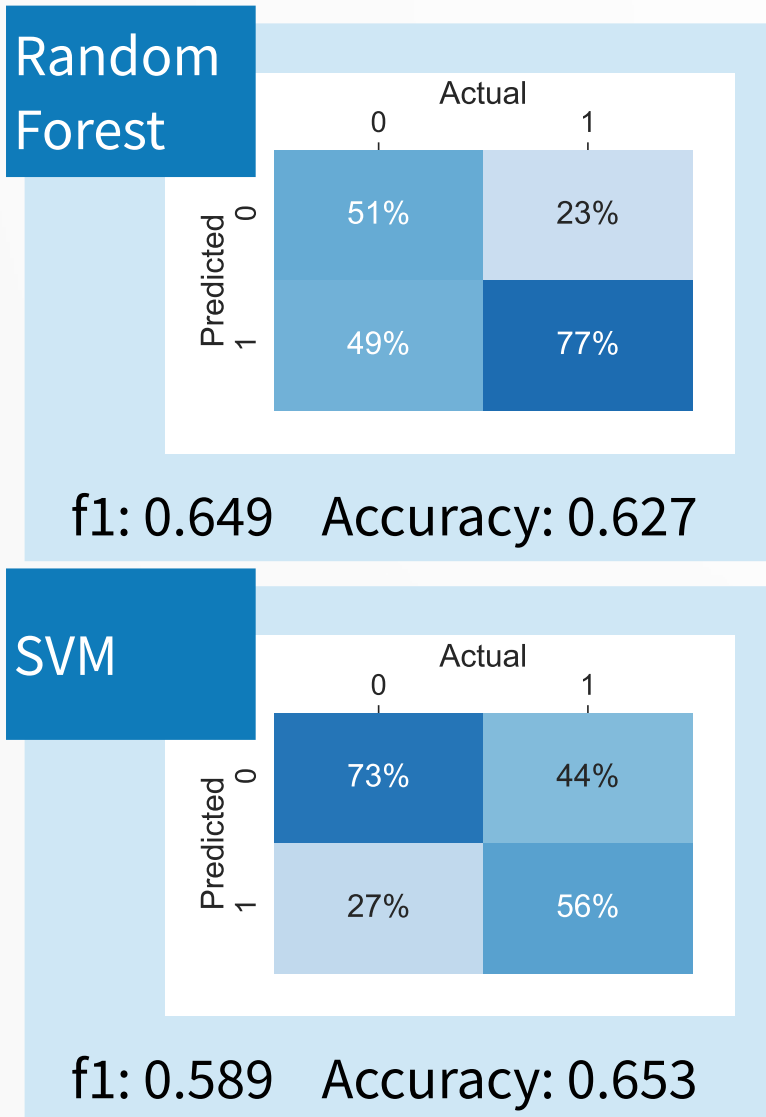 Random
Forest
Actual
0 1
Predicted
0
51% 23%
1
49% 77%
f1: 0.649 Accuracy: 0.627
SVM
Actual
0 1
Predicted
0
73% 44%
1
27% 56%
f1: 0.589 Accuracy: 0.653